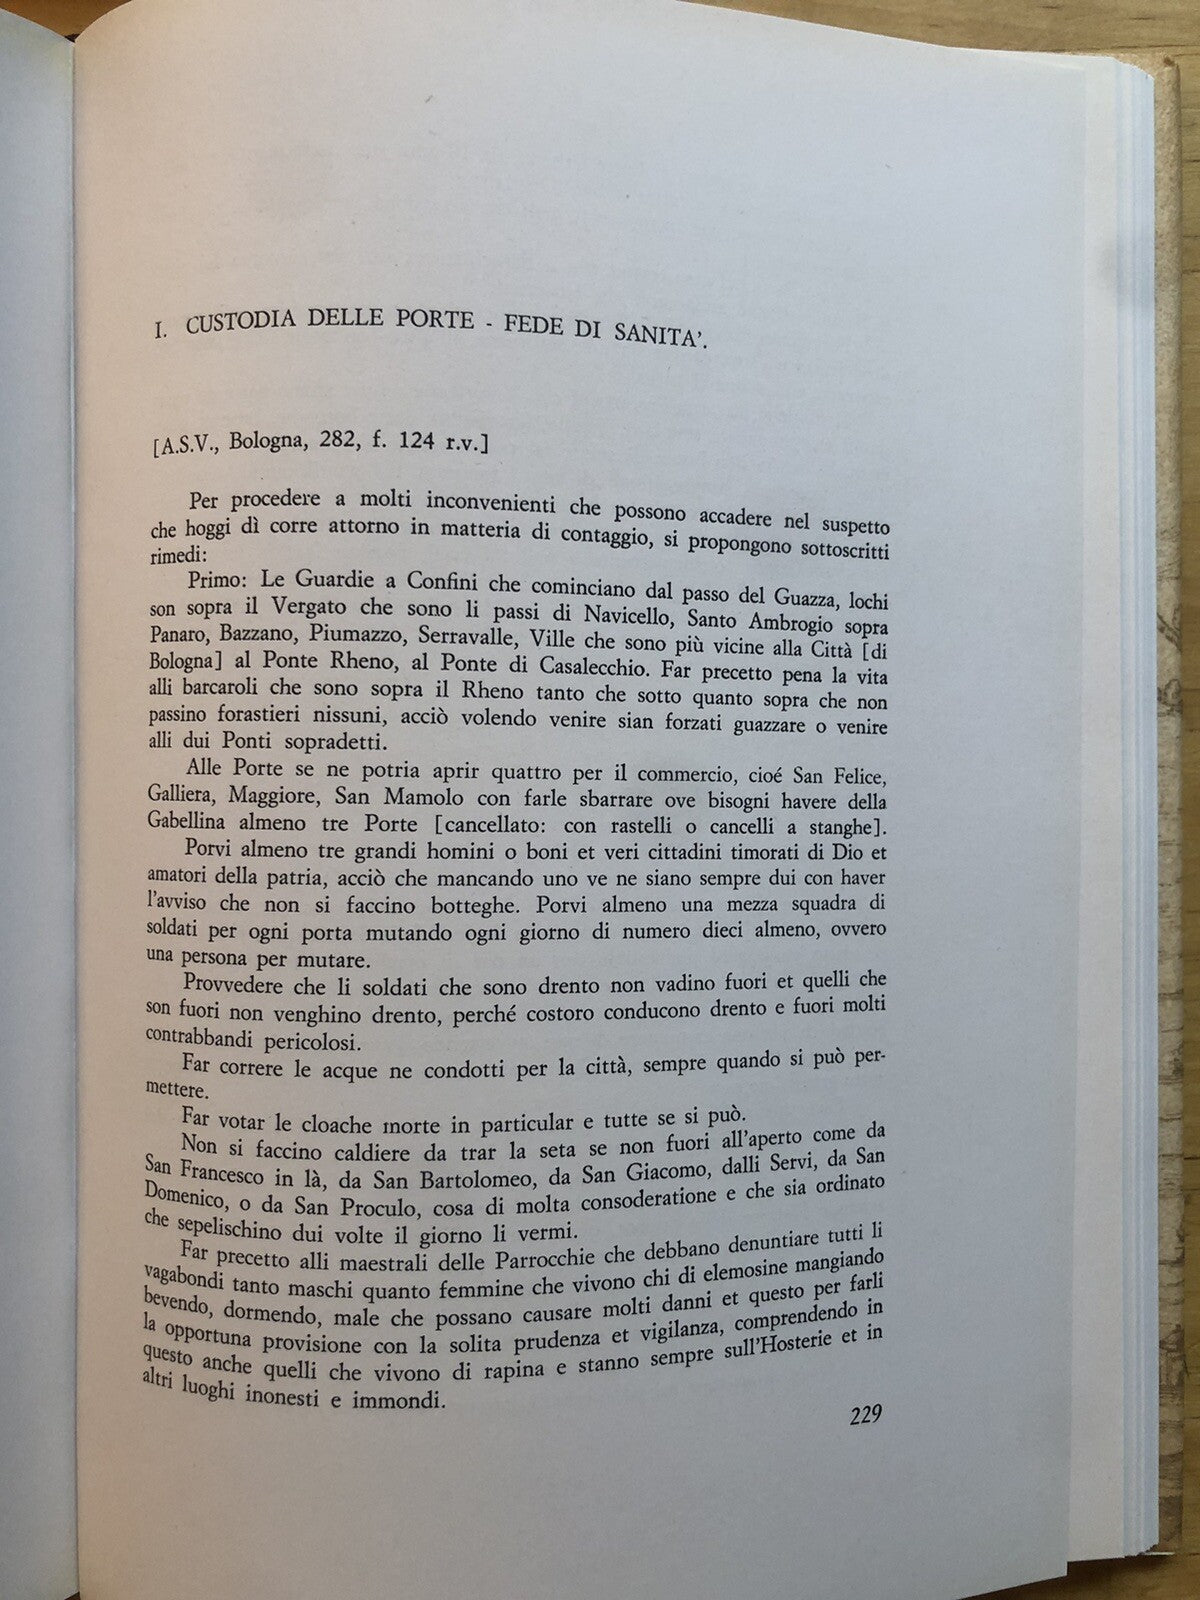 I. CUSTODIA DELLE PORTE - FEDE DI SANITA'.
[A.S.V., Bologna, 282, f. 124 r.v.]
Per procedere a molti inconvenienti che possono accadere nel suspetto
che hoggi dì corre attorno in matteria di contaggio, si propongono sottoscritti
rimedi:
Primo: Le Guardie a Confini che cominciano dal passo del Guazza, lochi
son sopra il Vergato che sono li passi di Navicello, Santo Ambrogio sopra
Panaro, Bazzano, Piumazzo, Serravalle, Ville che sono più vicine alla Città [di
Bologna] al Ponte Rheno, al Ponte di Casalecchio. Far precetto pena la vita
alli barcaroli che sono sopra il Rheno tanto che sotto quanto sopra che non
passino forastieri nissuni, acciò volendo venire sian forzati guazzare o venire
alli dui Ponti sopradetti.
Alle Porte se ne potria aprir quattro per il commercio, cioé San Felice,
Galliera, Maggiore, San Mamolo con farle sbarrare ove bisogni havere della
Gabellina almeno tre Porte [cancellato: con rastelli o cancelli a stanghe].
Porvi almeno tre grandi homini o boni et veri cittadini timorati di Dio et
amatori della patria, acciò che mancando uno ve ne siano sempre dui con haver
l'avviso che non si faccino botteghe. Porvi almeno una mezza squadra di
soldati per ogni porta mutando ogni giorno di numero dieci almeno, ovvero
una persona per mutare.
Provvedere che li soldati che sono drento non vadino fuori et quelli che
son fuori non venghino drento, perché costoro conducono drento e fuori molti
contrabbandi pericolosi.
Far correre le acque ne condotti per la città, sempre quando si può per-
mettere.
Far votar le cloache morte in particular e tutte se si può.
Non si faccino caldiere da trar la seta se non fuori all'aperto come da
San Francesco in là, da San Bartolomeo, da San Giacomo, dalli Servi, da San
Domenico, o da San Proculo, cosa di molta consoderatione e che sia ordinato
che sepelischino dui volte il giorno li vermi.
Far precetto alli maestrali delle Parrocchie che debbano denuntiare tutti li
vagabondi tanto maschi quanto femmine che vivono chi di elemosine mangiando
bevendo, dormendo, male che possano causare molti danni et questo per farli
la opportuna provisione con la solita prudenza et vigilanza, comprendendo in
questo anche quelli che vivono di rapina e stanno sempre sull'Hosterie et in
altri luoghi inonesti e immondi.
229